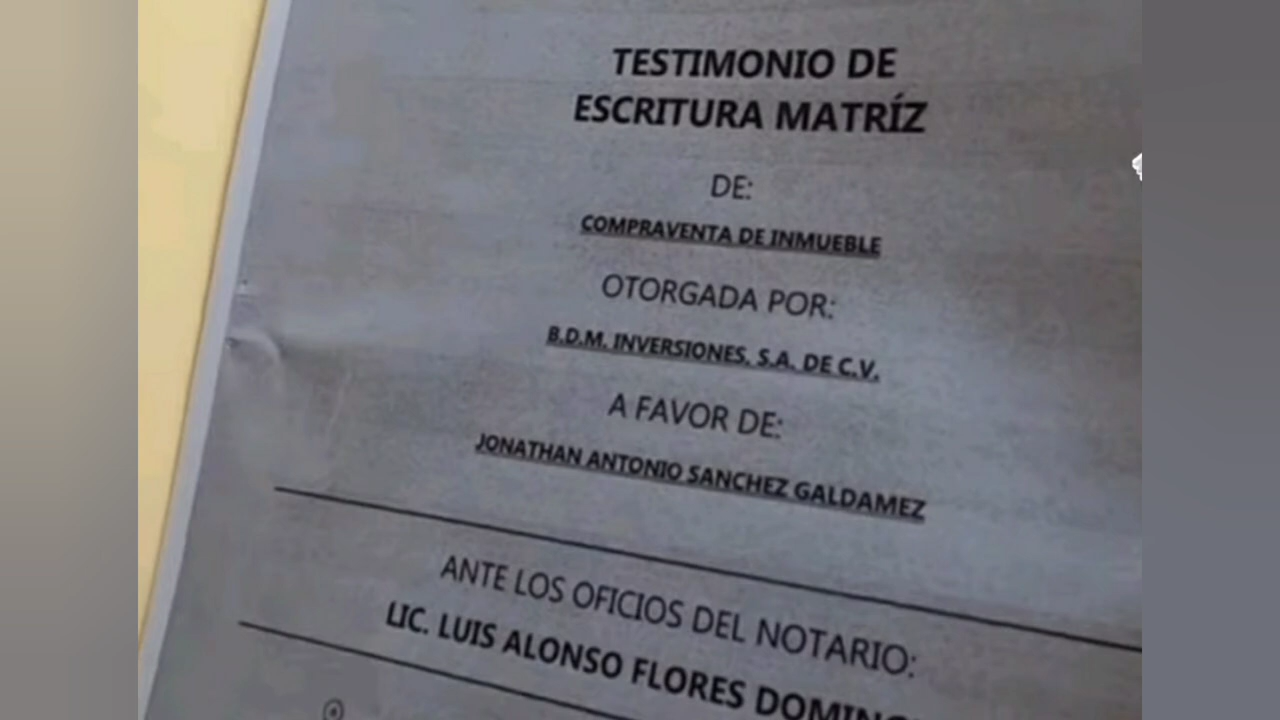 TESTIMONIO DE
ESCRITURA MATRÍZ
DE:
COMPRAVENTA DE INMUEBLE
OTORGADA POR:
B.D.M. INVERSIONES, S.A. DE C.V.
A FAVOR DE:
JONATHAN ANTONIO SANCHEZ GALDAMEZ
ANTE LOS OFICIOS DEL NOTARIO:
LIC. LUIS ALONSO FLORES